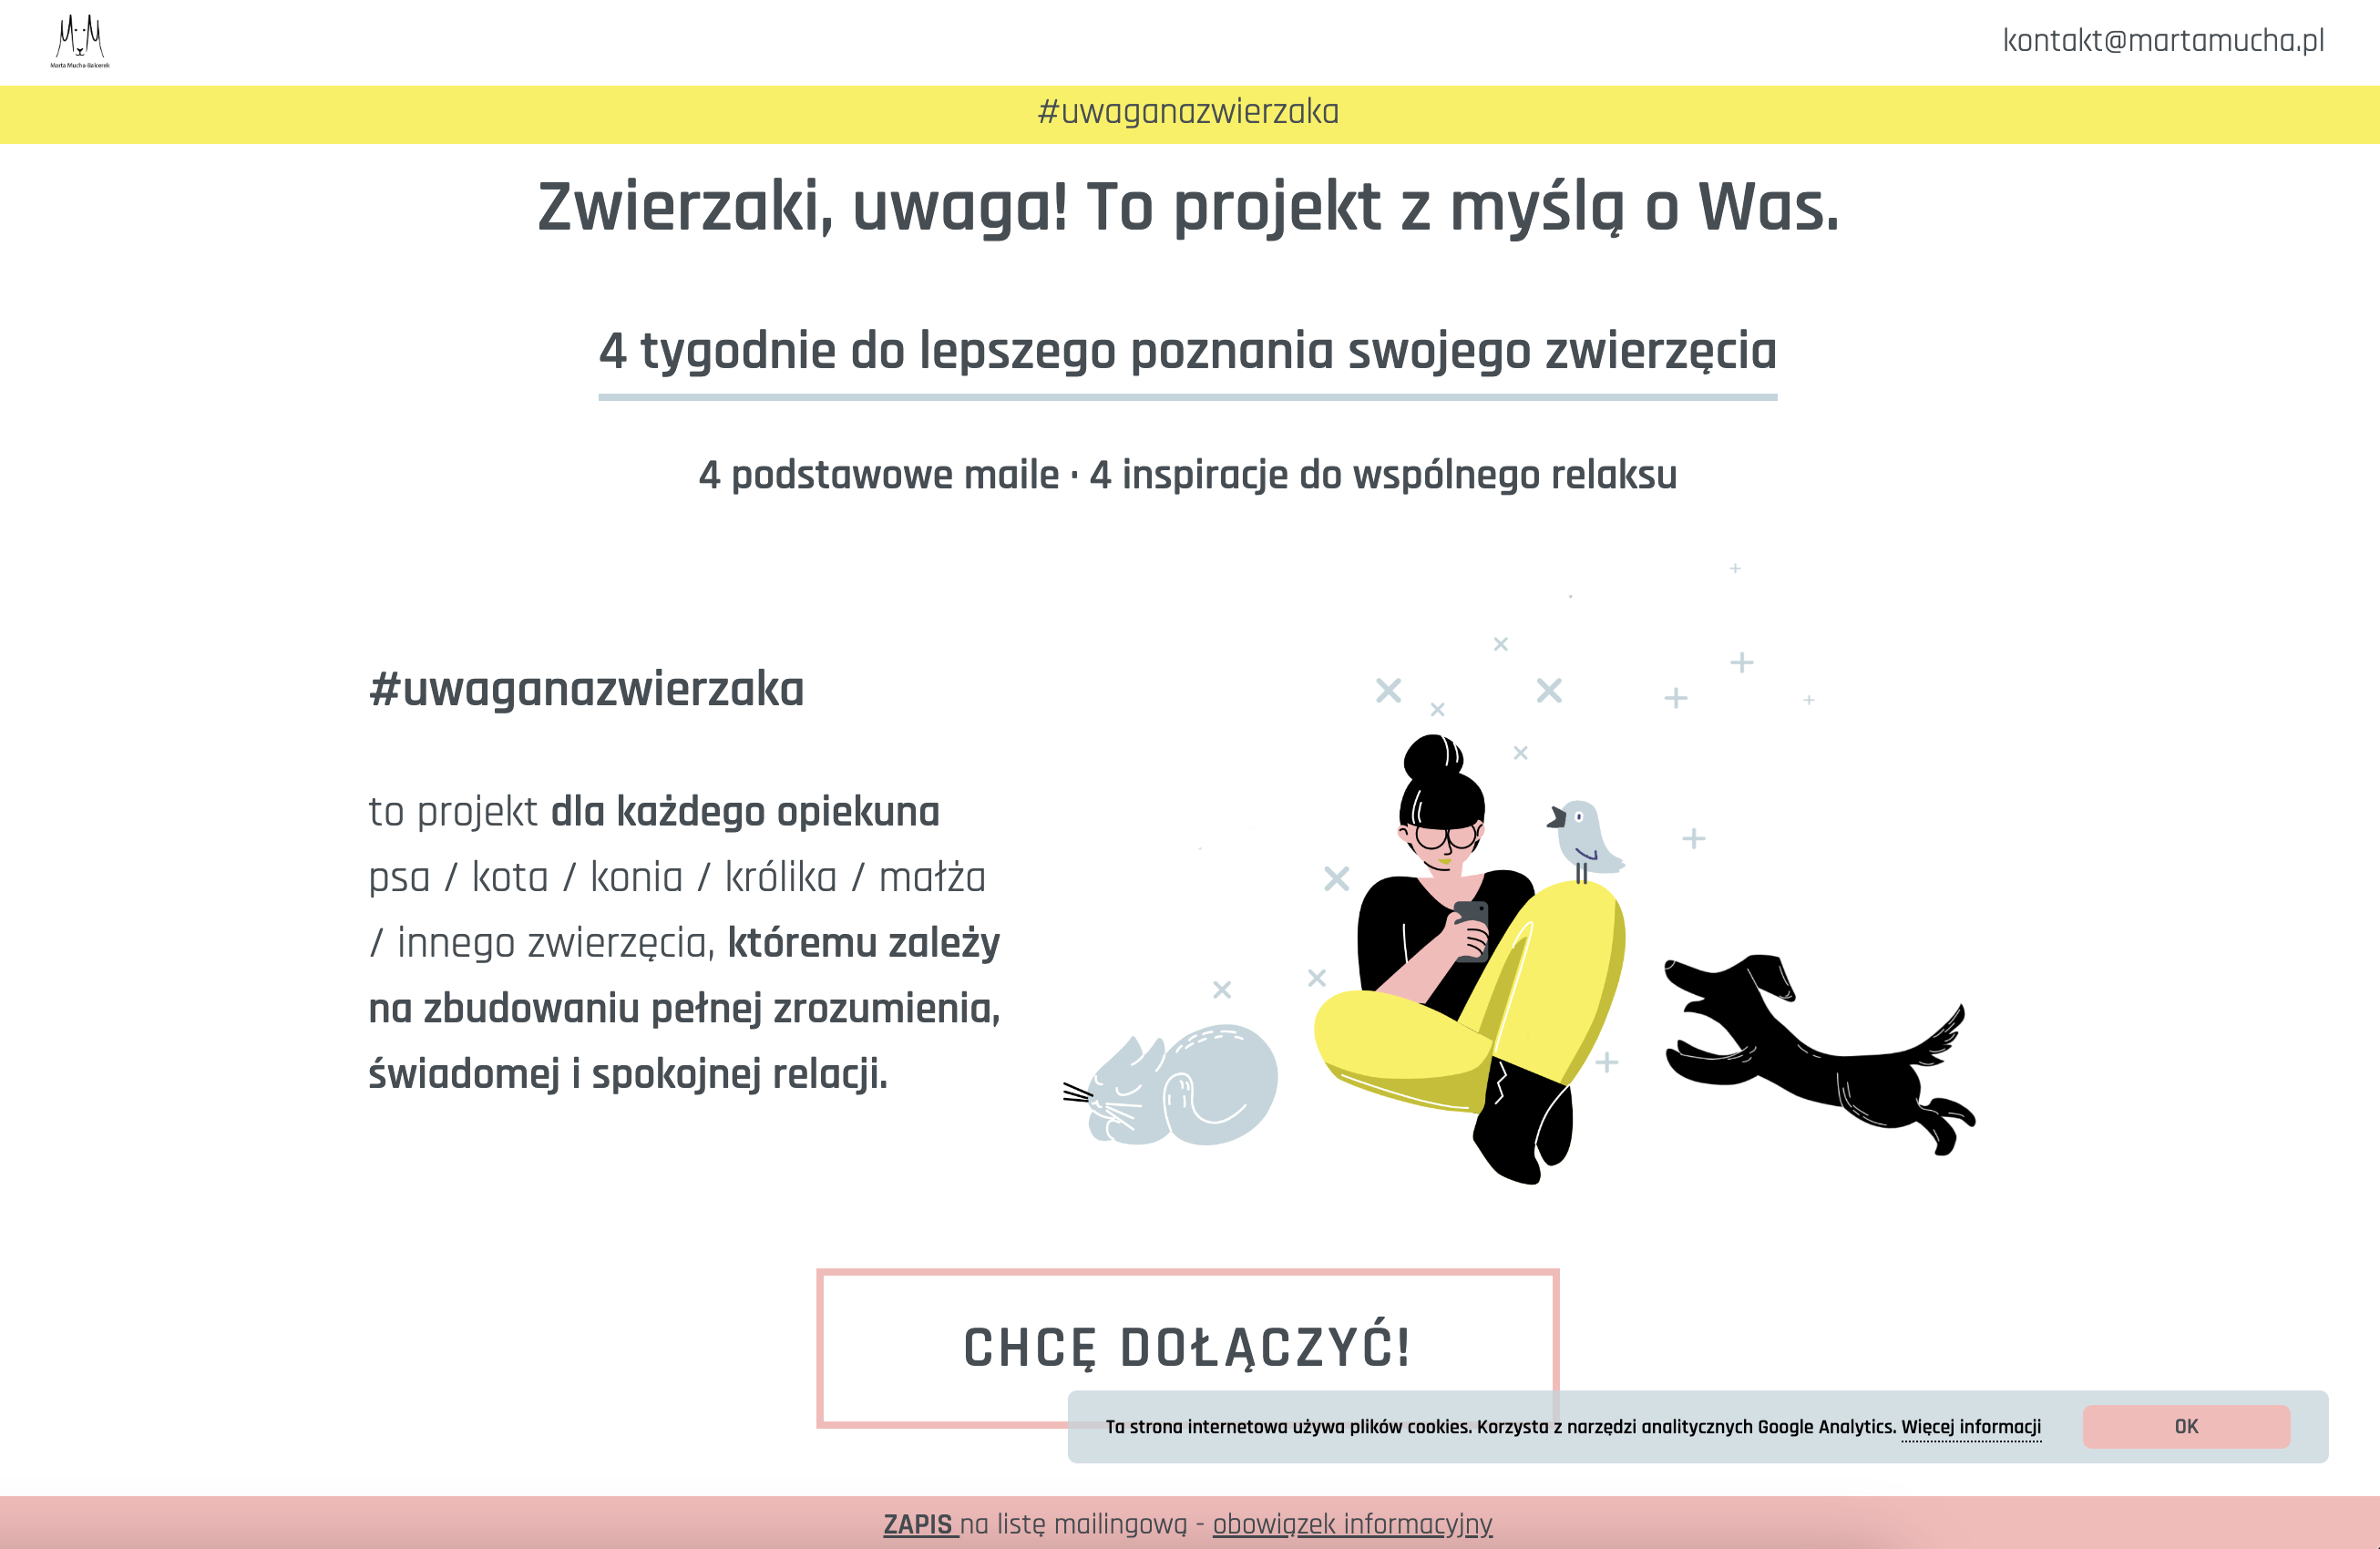 Marta Mucha-Balcerek
kontakt@martamucha.pl
#uwaganazwierzaka
Zwierzaki, uwaga! To projekt z myślą o Was.
4 tygodnie do lepszego poznania swojego zwierzęcia
4 podstawowe maile · 4 inspiracje do wspólnego relaksu
#uwaganazwierzaka
to projekt dla każdego opiekuna
psa / kota / konia / królika / małża
/ innego zwierzęcia, któremu zależy
na zbudowaniu pełnej zrozumienia,
świadomej i spokojnej relacji.
CHCĘ DOŁĄCZYĆ!
Ta strona internetowa używa plików cookies. Korzysta z narzędzi analitycznych Google Analytics. Więcej informacji
OK
ZAPIS na listę mailingową - obowiązek informacyjny